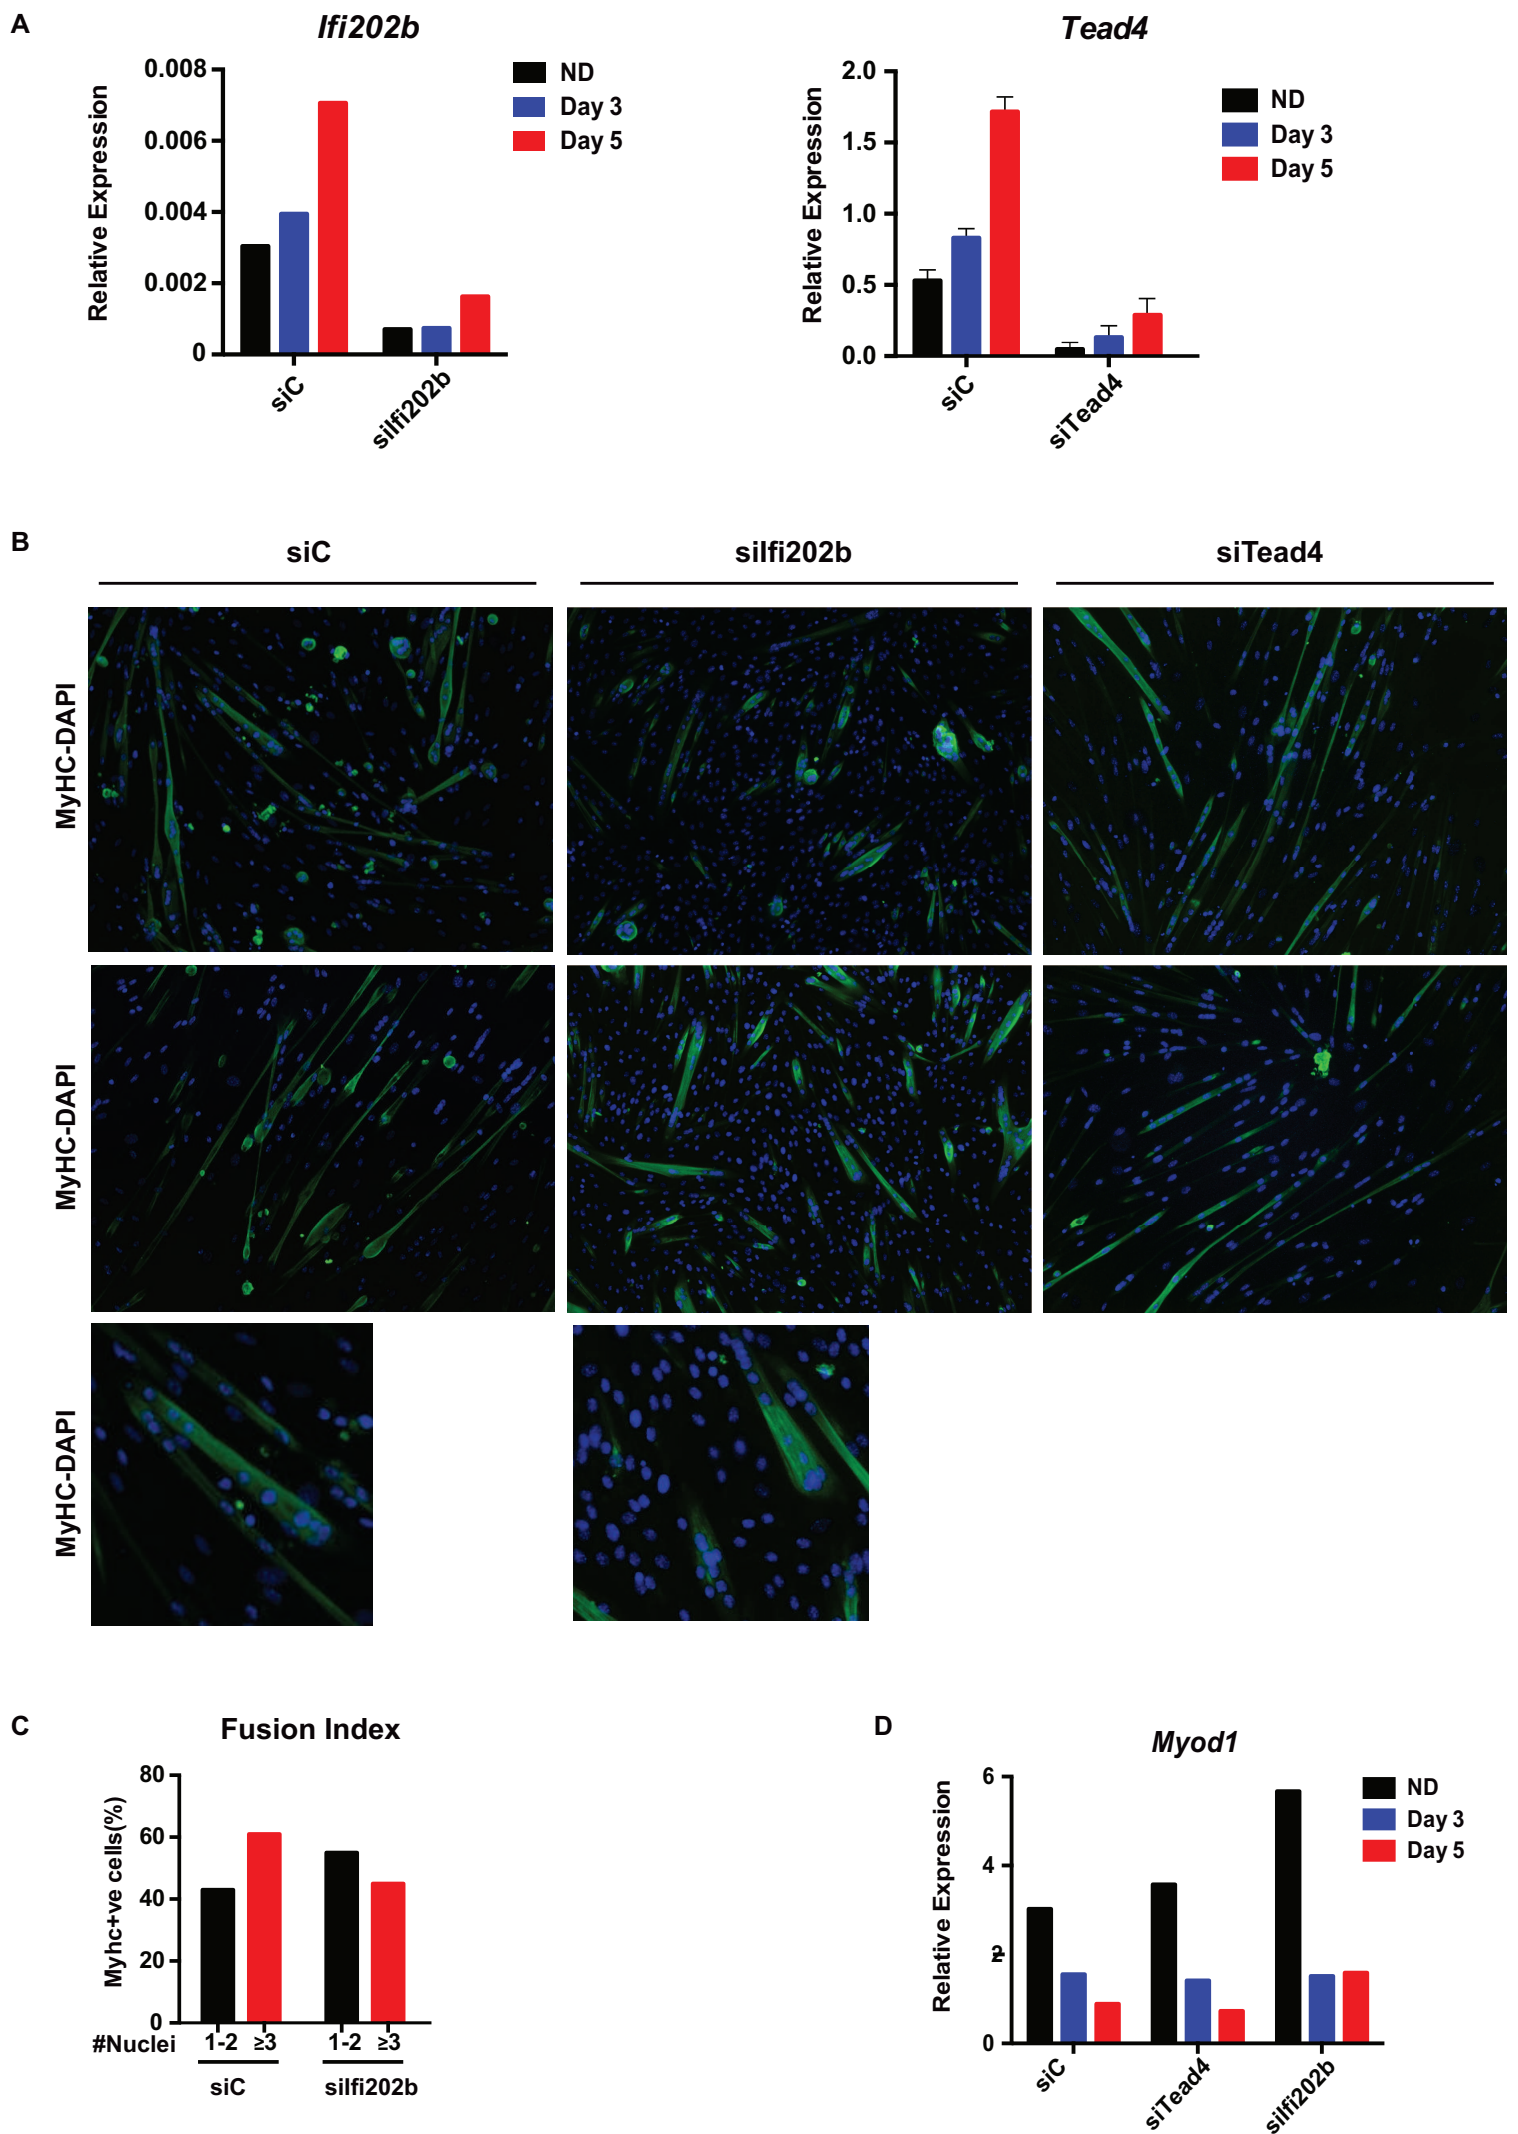 A
Ifi202b
Relative Expression
0.008
0.006
0.004
0.002
0
siC
siIfi202b
ND
Day 3
Day 5
Tead4
Relative Expression
2.0
1.5
1.0
0.5
0.0
siC
siTead4
ND
Day 3
Day 5
B
siC
siIfi202b
siTead4
MyHC-DAPI
MyHC-DAPI
MyHC-DAPI
C
Fusion Index
Myhc+ve cells(%)
80
60
40
20
0
#Nuclei 1-2 ≥3 1-2 ≥3
siC siIfi202b
D
Myod1
Relative Expression
6
4
2
0
siC
siTead4
siIfi202b
ND
Day 3
Day 5